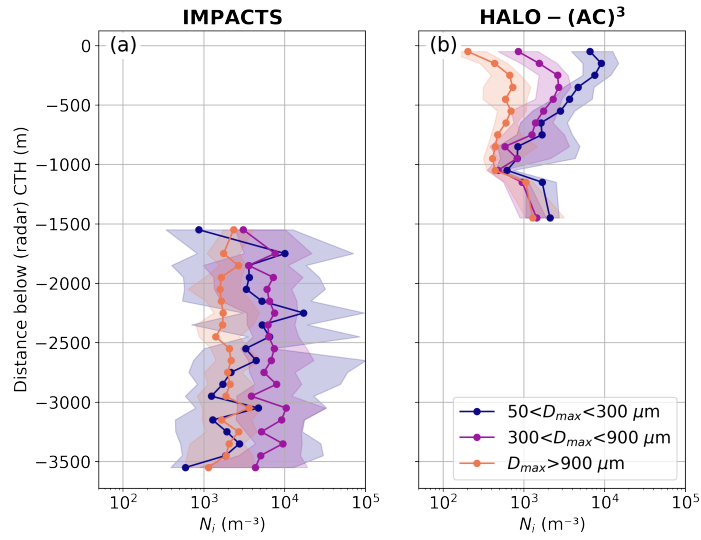 IMPACTS
HALO − (AC)³
(a)
(b)
Distance below (radar) CTH (m)
0
−500
−1000
−1500
−2000
−2500
−3000
−3500
10² 10³ 10⁴ 10⁵
10² 10³ 10⁴ 10⁵
Nᵢ (m⁻³)
Nᵢ (m⁻³)
50<Dₘₐₓ<300 μm
300<Dₘₐₓ<900 μm
Dₘₐₓ>900 μm